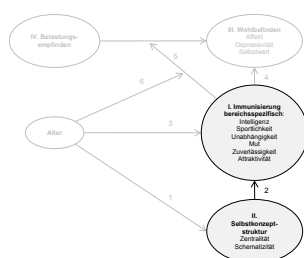 III. Wohlbefinden
Affekt
Depressivität
Selbstwert
IV. Belastungs-
empfinden
5
6
4
I. Immunisierung
bereichsspezifisch:
Intelligenz
Sportlichkeit
Unabhängigkeit
Mut
Zuverlässigkeit
Attraktivität
Alter
3
2
1
II.
Selbstkonzept-
struktur
Zentralität
Schematizität